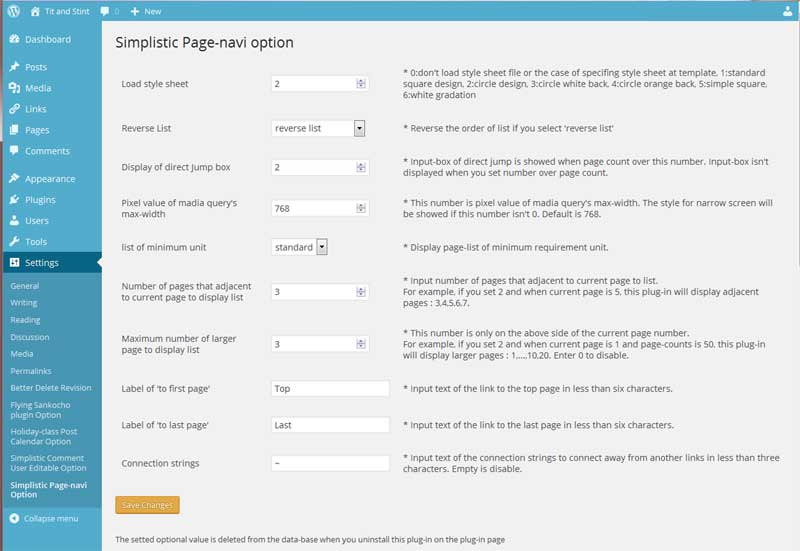 Tit and Stint 0 New
Dashboard
Posts
Media
Links
Pages
Comments
Appearance
Plugins
Users
Tools
Settings
General
Writing
Reading
Discussion
Media
Permalinks
Better Delete Revision
Flying Sankocho
plugin Option
Holiday-class Post
Calendar Option
Simplistic Comment
User Editable Option
Simplistic Page-navi
Option
Collapse menu
Simplistic Page-navi option
Load style sheet
2
* 0:don't load style sheet file or the case of specifing style sheet at template, 1:standard
square design, 2:circle design, 3:circle white back, 4:circle orange back, 5:simple square,
6:white gradation
Reverse List
reverse list
* Reverse the order of list if you select 'reverse list'
Display of direct jump box
2
* Input-box of direct jump is showed when page count over this number. Input-box isn't
displayed when you set number over page count.
Pixel value of madia query's
max-width
768
* This number is pixel value of madia query's max-width. The style for narrow screen will
be showed if this number isn't 0. Default is 768.
list of minimum unit
standard
* Display page-list of minimum requirement unit.
Number of pages that adjacent
to current page to display list
3
* Input number of pages that adjacent to current page to list.
For example, if you set 2 and when current page is 5, this plug-in will display adjacent
pages : 3,4,5,6,7.
Maximum number of larger
page to display list
3
* This number is only on the above side of the current page number.
For example, if you set 2 and when current page is 1 and page-counts is 50, this plug-in
will display larger pages : 1,...,10,20. Enter 0 to disable.
Label of 'to first page'
Top
* Input text of the link to the top page in less than six characters.
Label of 'to last page'
Last
* Input text of the link to the last page in less than six characters.
Connection strings
~
* Input text of the connection strings to connect away from another links in less than three
characters. Empty is disable.
Save Changes
The setted optional value is deleted from the data-base when you uninstall this plug-in on the plug-in page